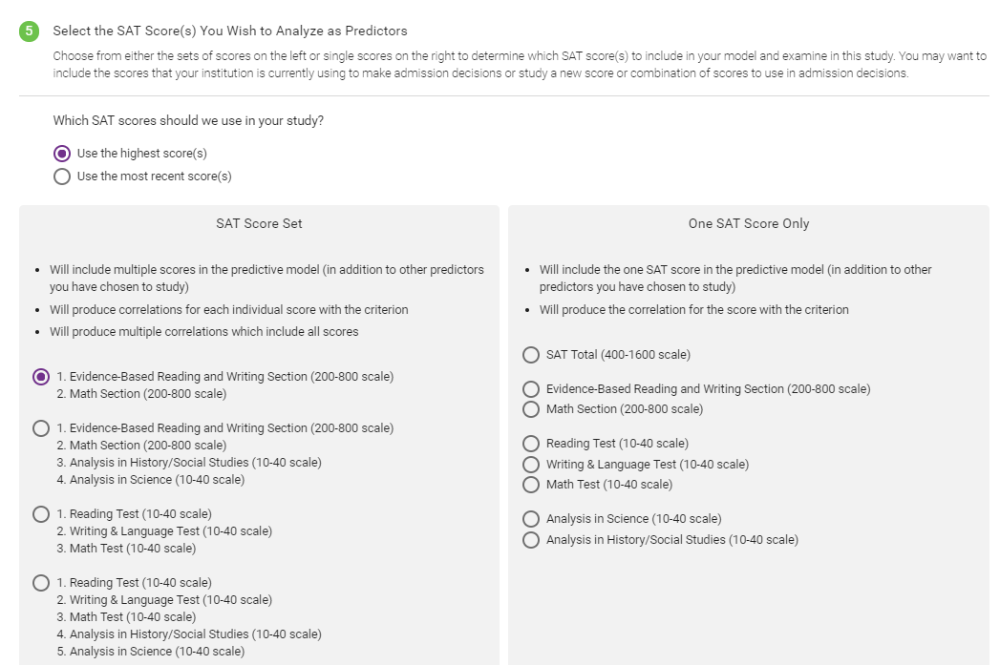 5 Select the SAT Score(s) You Wish to Analyze as Predictors
Choose from either the sets of scores on the left or single scores on the right to determine which SAT score(s) to include in your model and examine in this study. You may want to
include the scores that your institution is currently using to make admission decisions or study a new score or combination of scores to use in admission decisions.
Which SAT scores should we use in your study?
Use the highest score(s)
Use the most recent score(s)
SAT Score Set
• Will include multiple scores in the predictive model (in addition to other predictors
you have chosen to study)
• Will produce correlations for each individual score with the criterion
• Will produce multiple correlations which include all scores
1. Evidence-Based Reading and Writing Section (200-800 scale)
2. Math Section (200-800 scale)
1. Evidence-Based Reading and Writing Section (200-800 scale)
2. Math Section (200-800 scale)
3. Analysis in History/Social Studies (10-40 scale)
4. Analysis in Science (10-40 scale)
1. Reading Test (10-40 scale)
2. Writing & Language Test (10-40 scale)
3. Math Test (10-40 scale)
1. Reading Test (10-40 scale)
2. Writing & Language Test (10-40 scale)
3. Math Test (10-40 scale)
4. Analysis in History/Social Studies (10-40 scale)
5. Analysis in Science (10-40 scale)
One SAT Score Only
• Will include the one SAT score in the predictive model (in addition to other
predictors you have chosen to study)
• Will produce the correlation for the score with the criterion
SAT Total (400-1600 scale)
Evidence-Based Reading and Writing Section (200-800 scale)
Math Section (200-800 scale)
Reading Test (10-40 scale)
Writing & Language Test (10-40 scale)
Math Test (10-40 scale)
Analysis in Science (10-40 scale)
Analysis in History/Social Studies (10-40 scale)